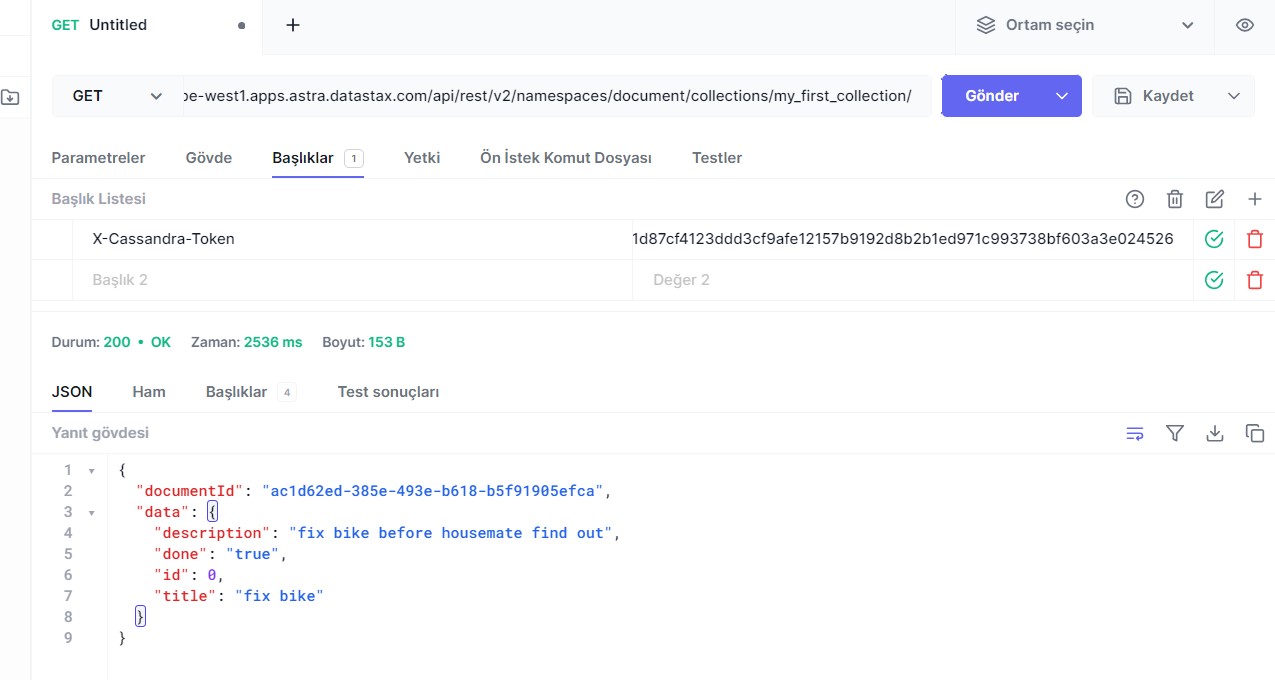 GET Untitled
Ortam seçin
GET
pe-west1.apps.astra.datastax.com/api/rest/v2/namespaces/document/collections/my_first_collection/
Gönder
Kaydet
Parametreler Gövde Başlıklar 1 Yetki Ön İstek Komut Dosyası Testler
Başlık Listesi
X-Cassandra-Token 1d87cf4123ddd3cf9afe12157b9192d8b2b1ed971c993738bf603a3e024526
Başlık 2 Değer 2
Durum: 200 • OK Zaman: 2536 ms Boyut: 153 B
JSON Ham Başlıklar 4 Test sonuçları
Yanıt gövdesi
1 {
2 "documentId": "ac1d62ed-385e-493e-b618-b5f91905efca",
3 "data": {
4 "description": "fix bike before housemate find out",
5 "done": "true",
6 "id": 0,
7 "title": "fix bike"
8 }
9 }